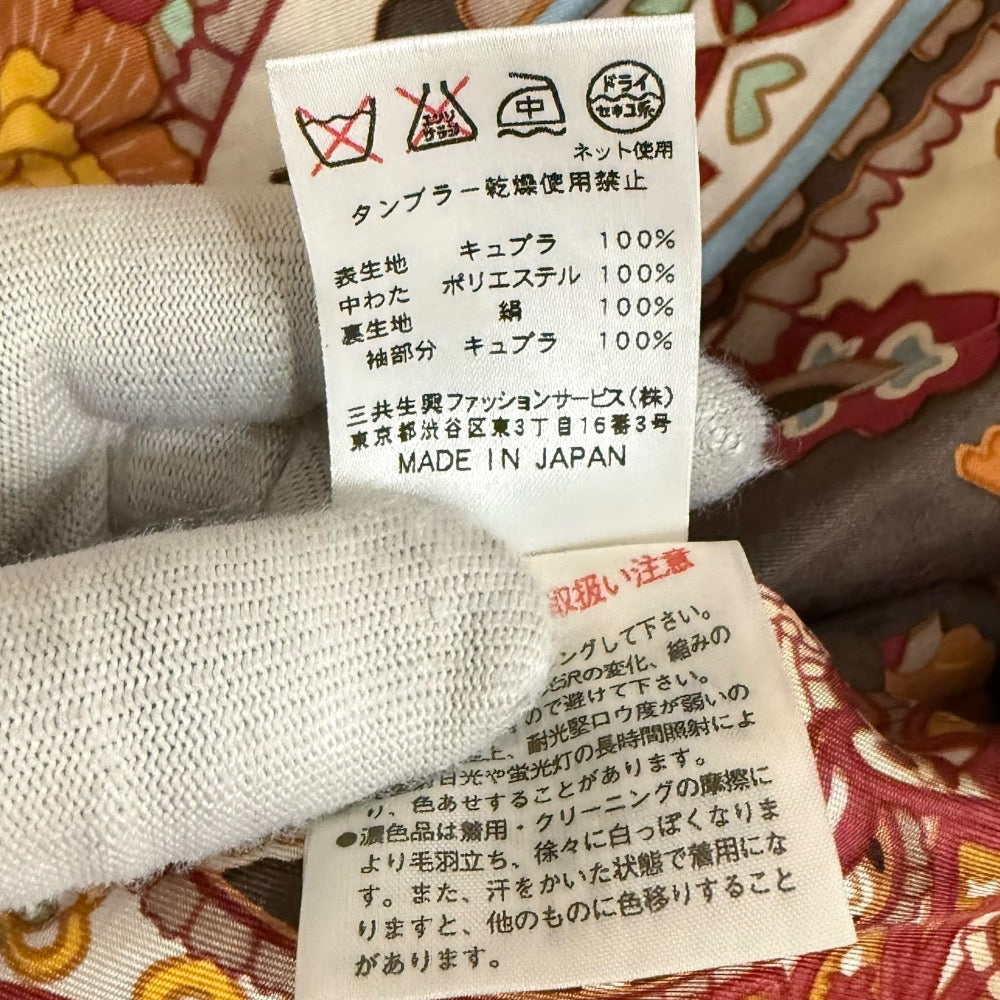 エンソ
サラシ
中
ドライ
セキユ系
ネット使用
タンブラー乾燥使用禁止
表生地 キュプラ 100%
中わた ポリエステル 100%
裏生地 絹 100%
袖部分 キュプラ 100%
三共生興ファッションサービス(株)
東京都渋谷区東3丁目16番3号
MADE IN JAPAN
取扱い注意
ングして下さい。
沢の変化、縮みの
ので避けて下さい。
上、耐光堅ロウ度が弱いの
日光や蛍光灯の長時間照射によ
り、色あせすることがあります。
●濃色品は着用・クリーニングの摩擦に
より毛羽立ち、徐々に白っぽくなりま
す。また、汗をかいた状態で着用にな
りますと、他のものに色移りすること
があります。